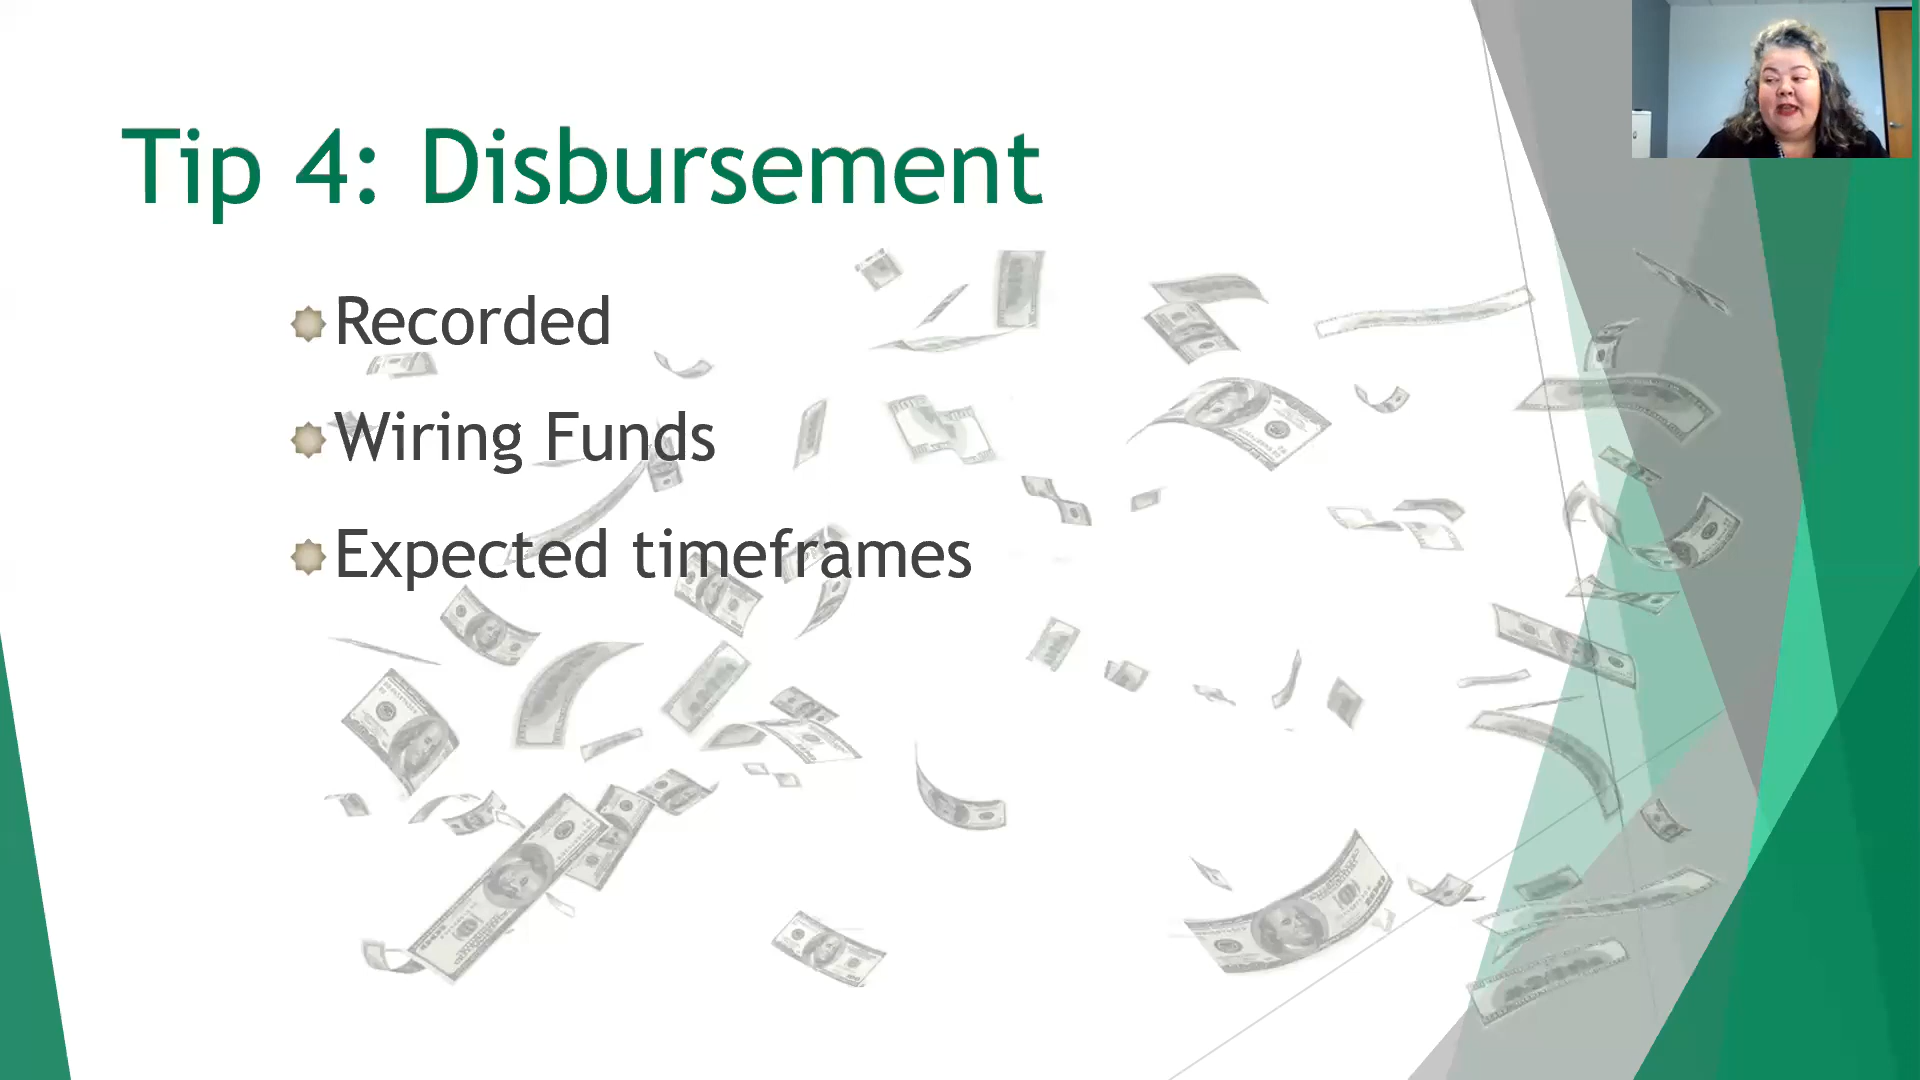 Tip 4: Disbursement
Recorded
Wiring Funds
Expected timeframes